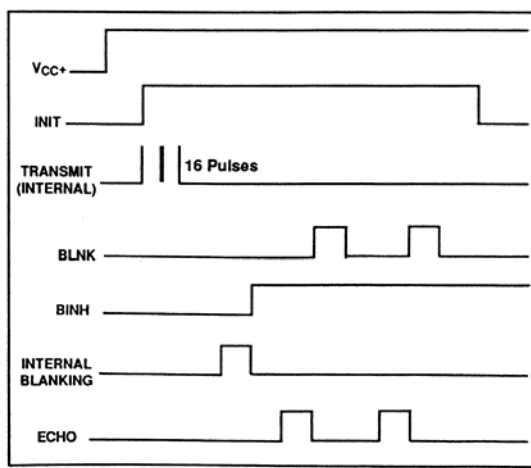 VCC+
INIT
TRANSMIT
(INTERNAL)
16 Pulses
BLNK
BINH
INTERNAL
BLANKING
ECHO